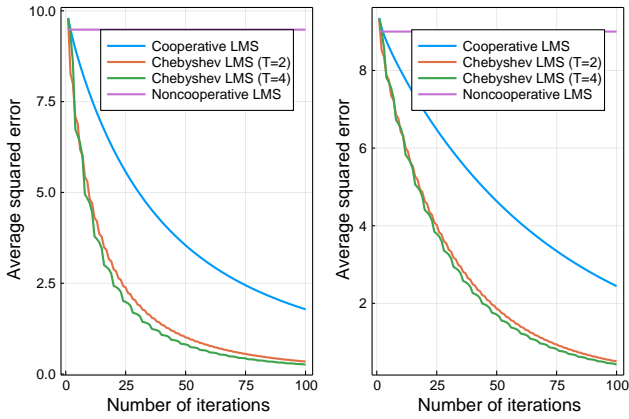 10.0
7.5
5.0
2.5
0.0
0
25
50
75
100
Average squared error
Number of iterations
Cooperative LMS
Chebyshev LMS (T=2)
Chebyshev LMS (T=4)
Noncooperative LMS
8
6
4
2
0
25
50
75
100
Average squared error
Number of iterations
Cooperative LMS
Chebyshev LMS (T=2)
Chebyshev LMS (T=4)
Noncooperative LMS